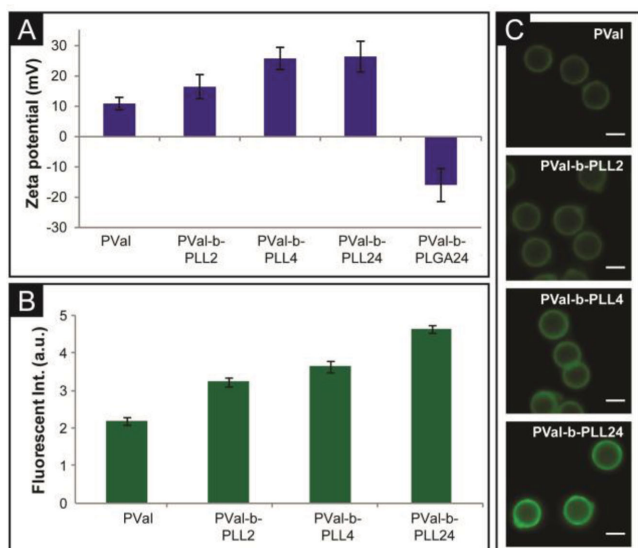 A
Zeta potential (mV)
30
20
10
0
-10
-20
-30
PVal
PVal-b-
PLL2
PVal-b-
PLL4
PVal-b-
PLL24
PVal-b-
PLGA24
B
Fluorescent Int. (a.u.)
5
4
3
2
1
0
PVal
PVal-b-
PLL2
PVal-b-
PLL4
PVal-b-
PLL24
C
PVal
PVal-b-PLL2
PVal-b-PLL4
PVal-b-PLL24